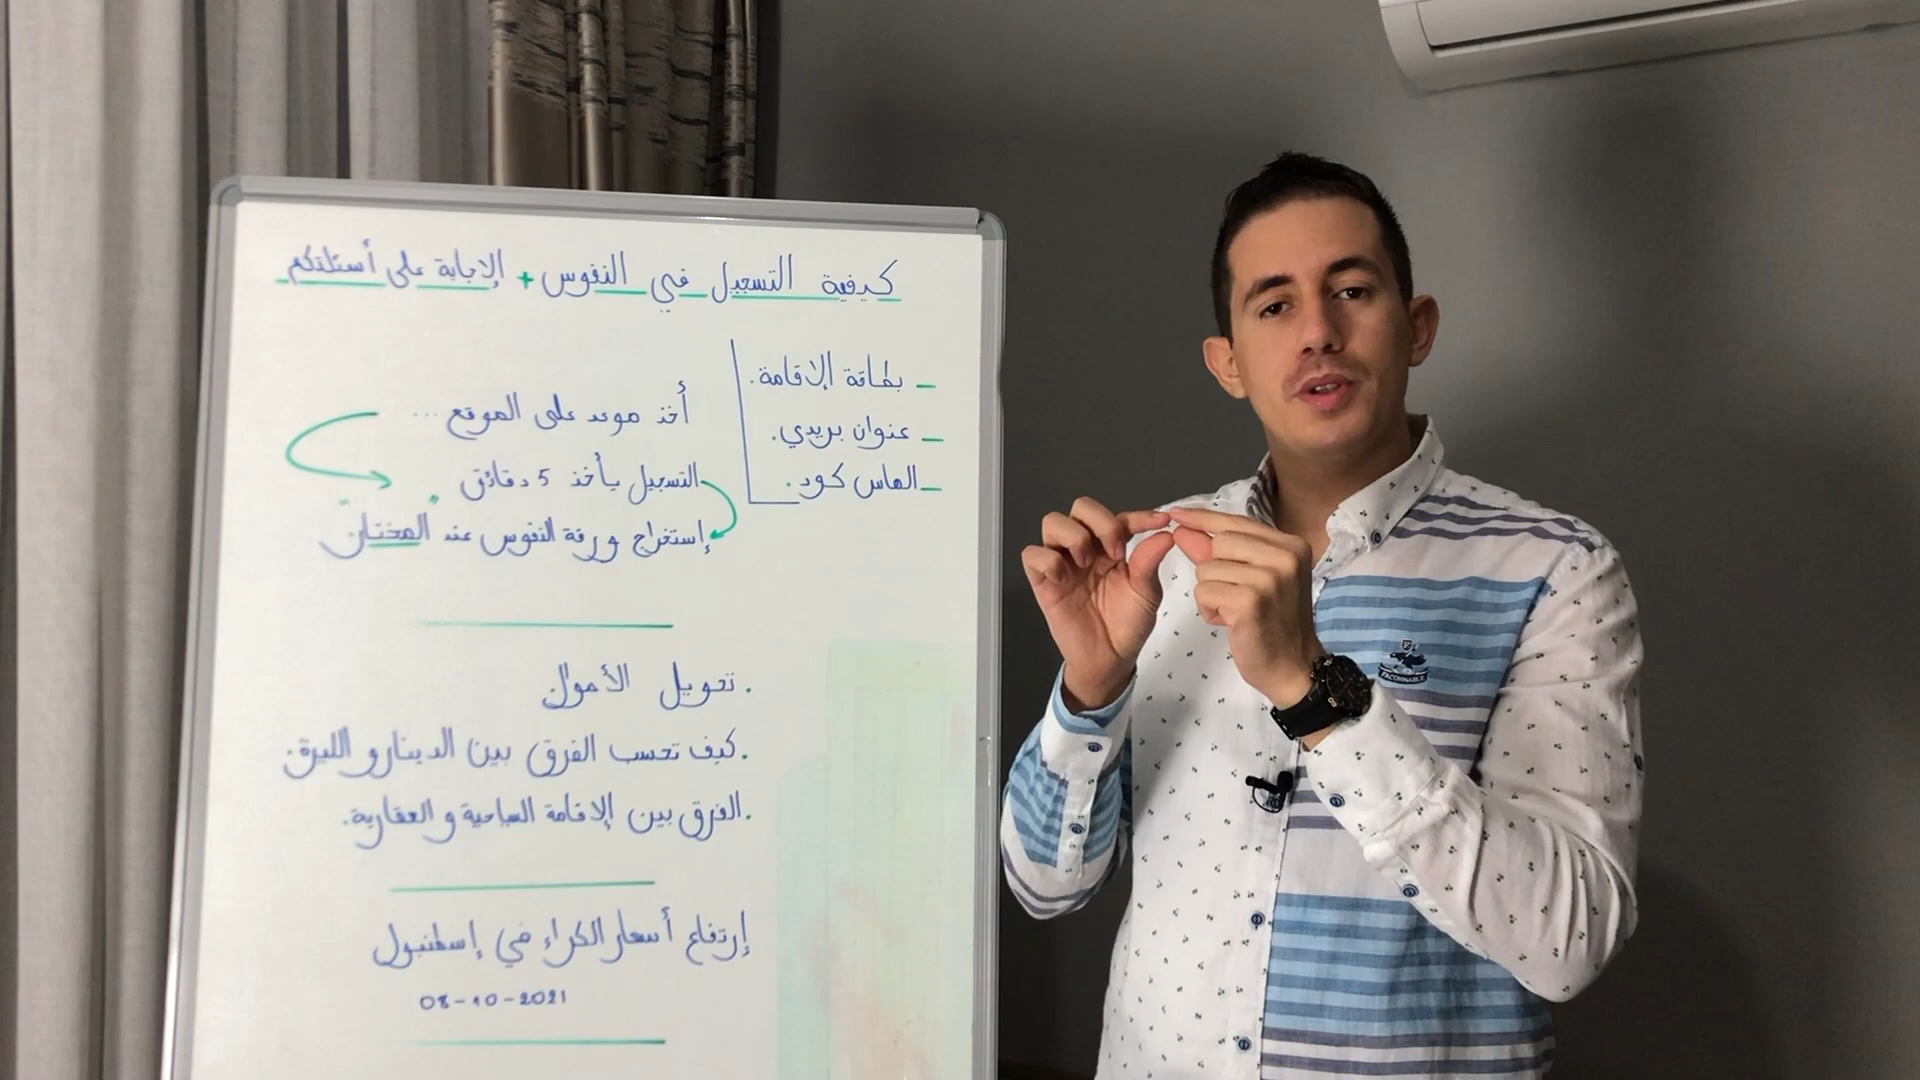 كيفية التسجيل في النفوس + الإجابة على أسئلتكم
_ بطاقة الإقامة.
_ عنوان بريدي.
_ الهاس كود.
أخذ موعد على الموقع ...
التسجيل يأخذ 5 دقائق
إستخراج ورقة النفوس عند "المختار"
. تحويل الأموال
. كيف تحسب الفرق بين الدينار و الليرة.
. الفرق بين الإقامة السياحية و العقارية.
إرتفاع أسعار الكراء في إسطنبول
08-10-2021
FACONNABLE